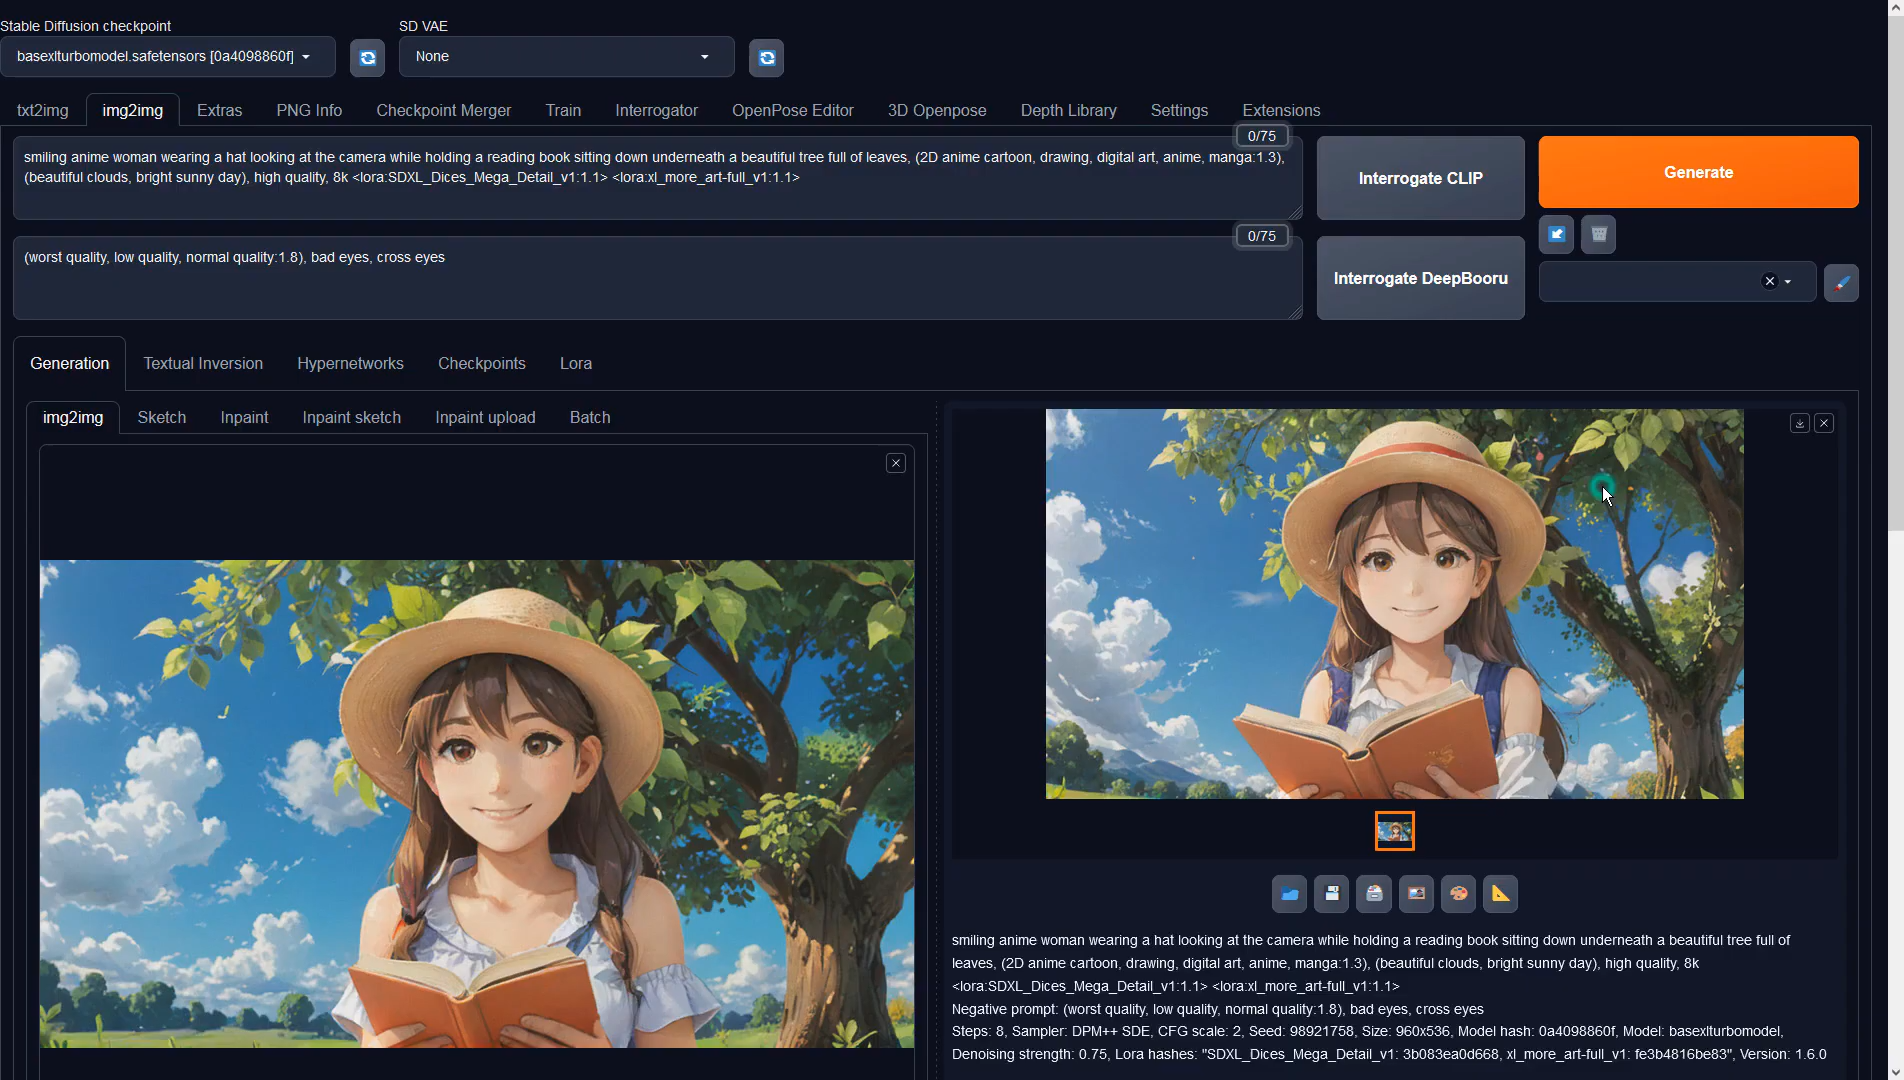 Stable Diffusion checkpoint
SD VAE
basexlturbomodel.safetensors [0a4098860f]
None
txt2img
img2img
Extras
PNG Info
Checkpoint Merger
Train
Interrogator
OpenPose Editor
3D Openpose
Depth Library
Settings
Extensions
0/75
smiling anime woman wearing a hat looking at the camera while holding a reading book sitting down underneath a beautiful tree full of leaves, (2D anime cartoon, drawing, digital art, anime, manga:1.3),
(beautiful clouds, bright sunny day), high quality, 8k <lora:SDXL_Dices_Mega_Detail_v1:1.1> <lora:xl_more_art-full_v1:1.1>
Interrogate CLIP
Generate
0/75
(worst quality, low quality, normal quality:1.8), bad eyes, cross eyes
Interrogate DeepBooru
Generation
Textual Inversion
Hypernetworks
Checkpoints
Lora
img2img
Sketch
Inpaint
Inpaint sketch
Inpaint upload
Batch
smiling anime woman wearing a hat looking at the camera while holding a reading book sitting down underneath a beautiful tree full of
leaves, (2D anime cartoon, drawing, digital art, anime, manga:1.3), (beautiful clouds, bright sunny day), high quality, 8k
<lora:SDXL_Dices_Mega_Detail_v1:1.1> <lora:xl_more_art-full_v1:1.1>
Negative prompt: (worst quality, low quality, normal quality:1.8), bad eyes, cross eyes
Steps: 8, Sampler: DPM++ SDE, CFG scale: 2, Seed: 98921758, Size: 960x536, Model hash: 0a4098860f, Model: basexlturbomodel,
Denoising strength: 0.75, Lora hashes: "SDXL_Dices_Mega_Detail_v1: 3b083ea0d668, xl_more_art-full_v1: fe3b4816be83", Version: 1.6.0